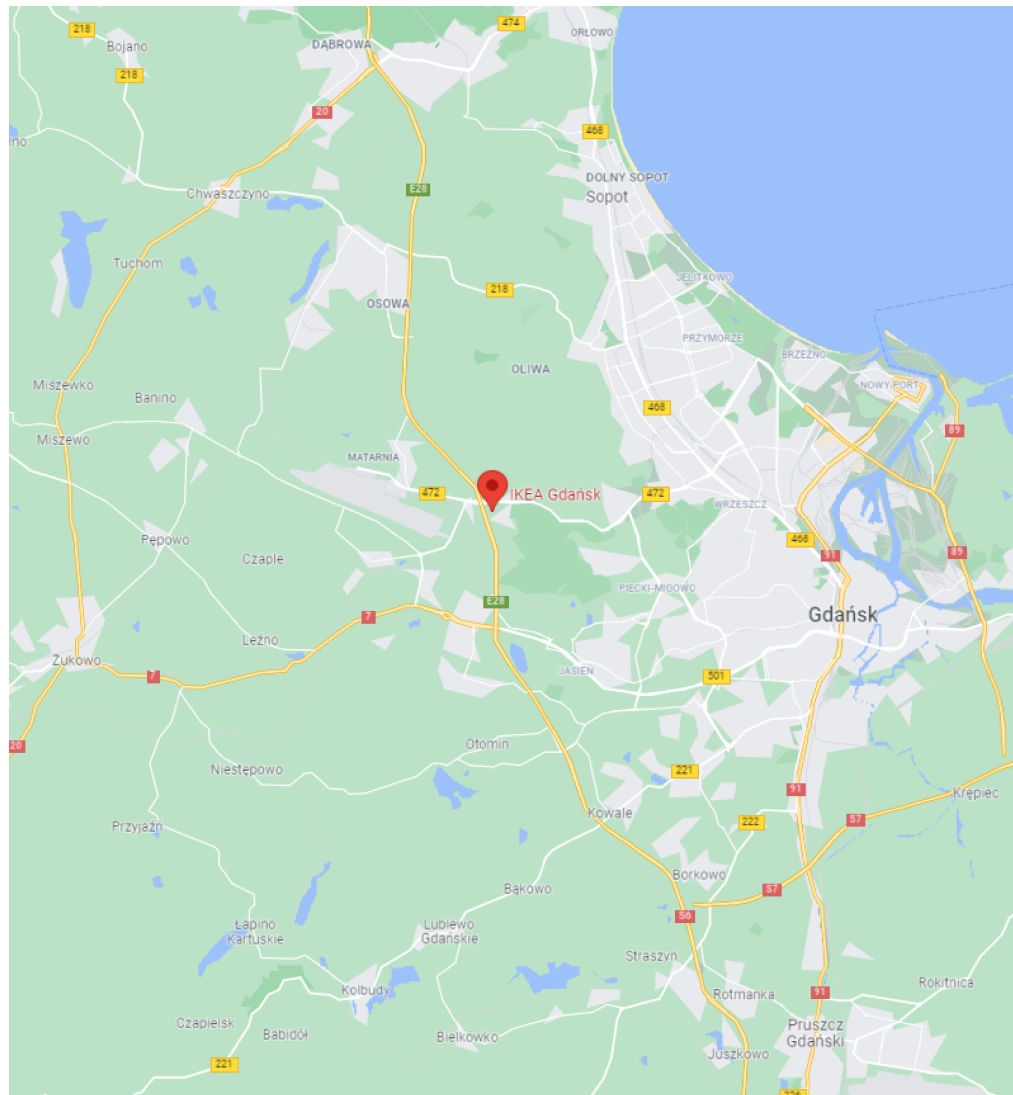 474
ORŁOWO
218
Bojano
DĄBROWA
218
20
468
no
DOLNY SOPOT
Sopot
E28
Chwaszczyno
Tuchom
JELITKOWO
218
OSOWA
PRZYMORZE
BRZEŹNO
OLIWA
NOWY PORT
Miszewko
Banino
468
89
Miszewo
MATARNIA
472
IKEA Gdańsk
472
WRZESZCZ
Pępowo
468
91
89
Czaple
PIECKI-MIGOWO
E28
7
Gdańsk
Leźno
Żukowo
7
JASIEŃ
501
20
Otomin
Niestępowo
221
91
Krępiec
Przyjaźń
Kowale
222
S7
Borkowo
S7
Bąkowo
S6
Łapino
Kartuskie
Lublewo
Gdańskie
Straszyn
Kolbudy
Rotmanka
91
Rokitnica
Czapielsk
Babidół
Bielkówko
Pruszcz
Gdański
Juszkowo
221
226